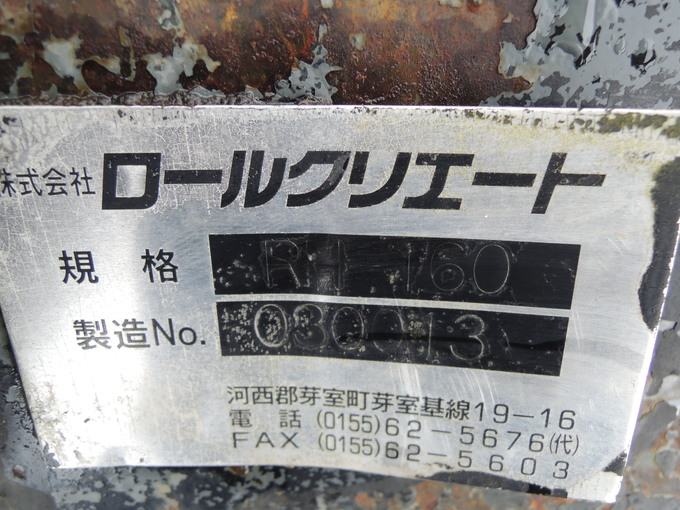 株式会社 ロールクリエート
規格 RH-160
製造No. 030013
河西郡芽室町芽室基線19-16
電話 (0155)62-5676(代)
FAX (0155)62-5603